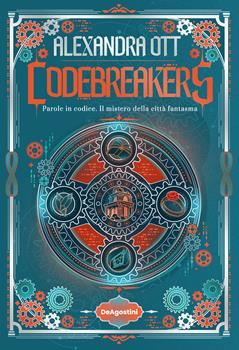 ALEXANDRA OTT
CODEBREAKERS
Parole in codice. Il mistero della città fantasma
DeAgostini